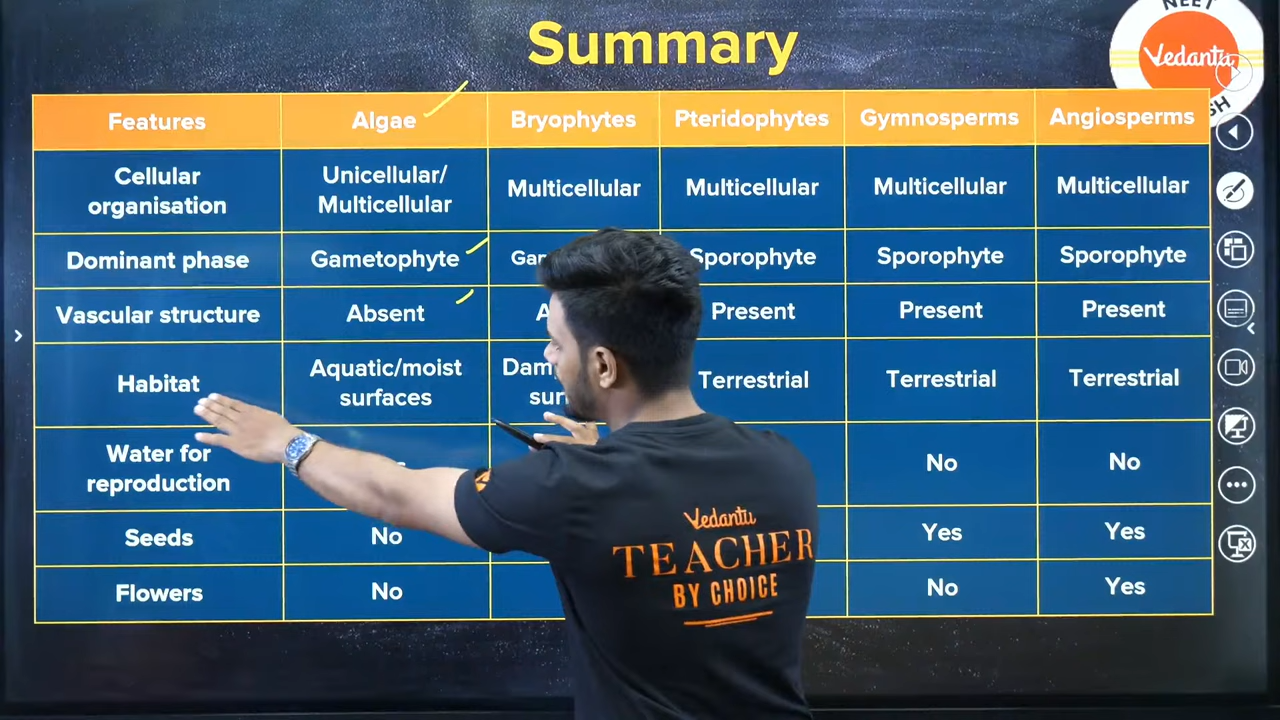 Summary
NEET
Vedantu
SH
Features Algae Bryophytes Pteridophytes Gymnosperms Angiosperms
Cellular organisation Unicellular/ Multicellular Multicellular Multicellular Multicellular Multicellular
Dominant phase Gametophyte Sporophyte Sporophyte Sporophyte
Vascular structure Absent Present Present Present
Habitat Aquatic/moist surfaces Terrestrial Terrestrial Terrestrial
Water for reproduction No No
Seeds No Yes Yes
Flowers No No Yes
Vedantu
TEACHER
BY CHOICE